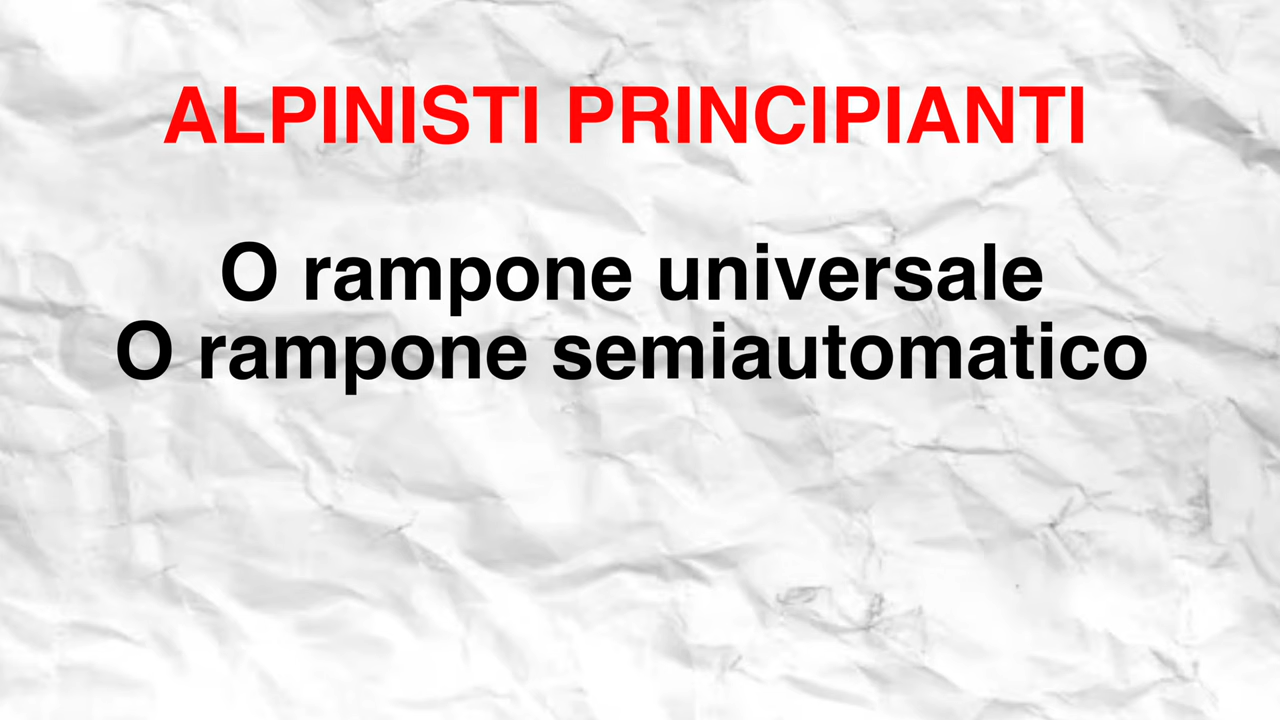 ALPINISTI PRINCIPIANTI
O rampone universale
O rampone semiautomatico